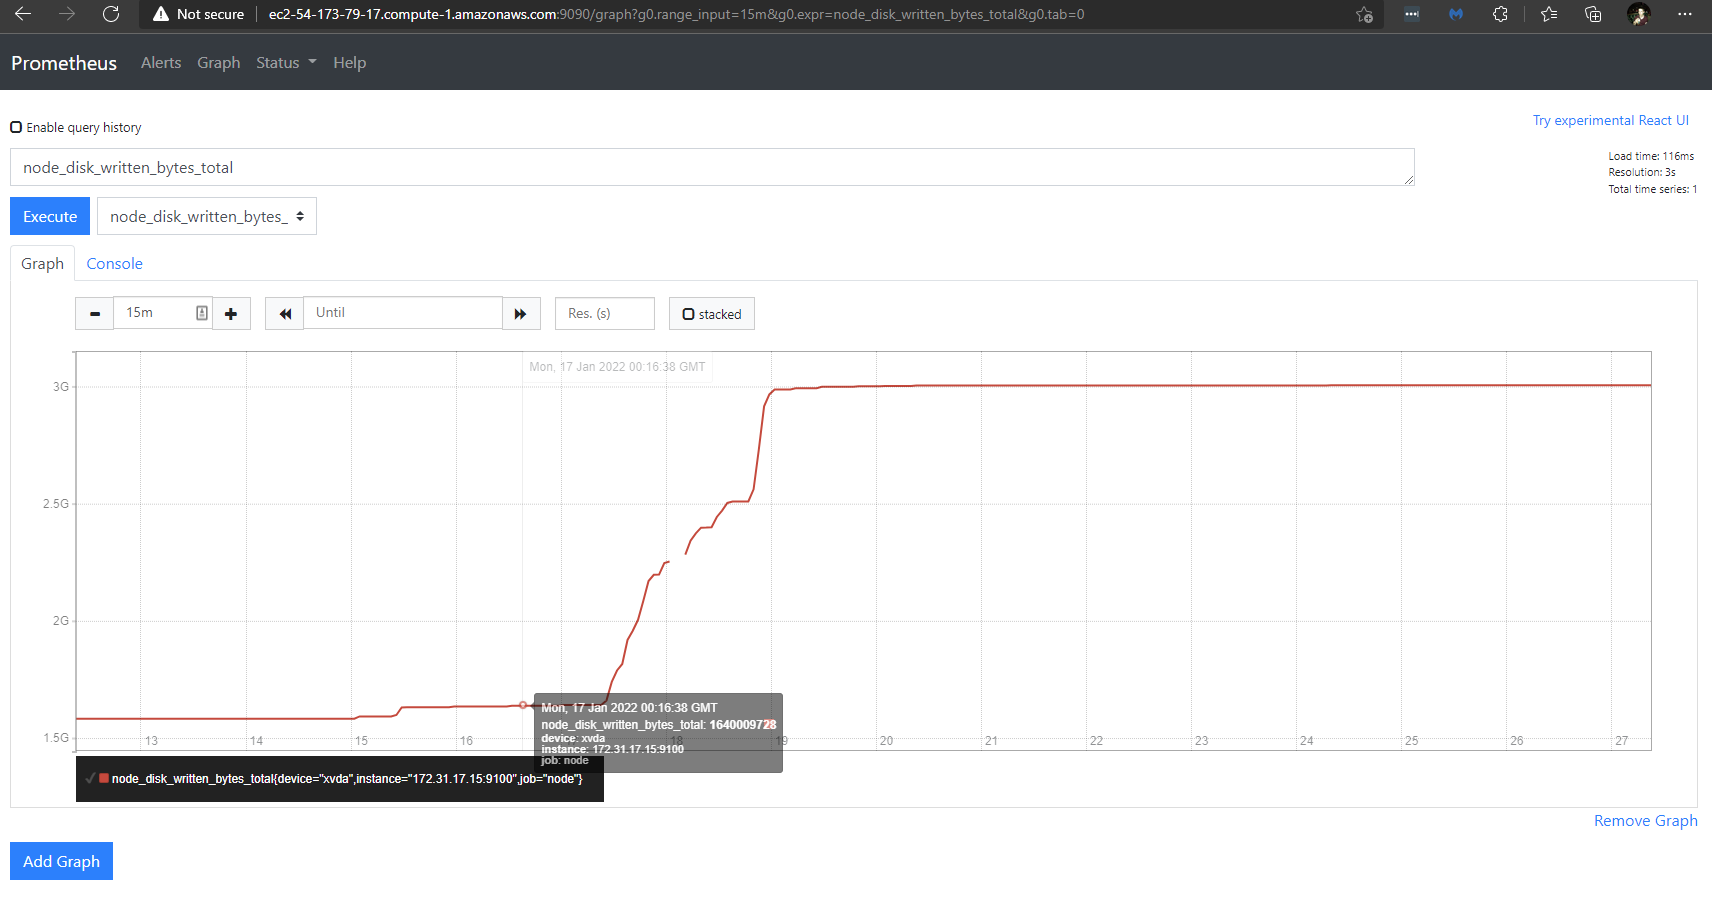 Not secure ec2-54-173-79-17.compute-1.amazonaws.com:9090/graph?g0.range_input=15m&g0.expr=node_disk_written_bytes_total&g0.tab=0
Prometheus Alerts Graph Status Help
Enable query history
Try experimental React UI
node_disk_written_bytes_total
Load time: 116ms
Resolution: 3s
Total time series: 1
Execute node_disk_written_bytes_
Graph Console
15m Until Res. (s) stacked
Mon, 17 Jan 2022 00:16:38 GMT
3G
2.5G
2G
1.5G
13 14 15 16 18 19 20 21 22 23 24 25 26 27
Mon, 17 Jan 2022 00:16:38 GMT
node_disk_written_bytes_total: 1640009728
device: xvda
instance: 172.31.17.15:9100
job: node
node_disk_written_bytes_total{device="xvda",instance="172.31.17.15:9100",job="node"}
Remove Graph
Add Graph